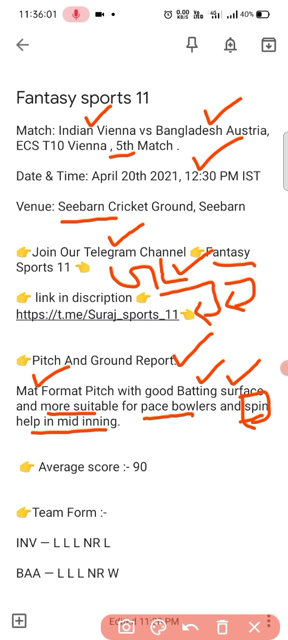 11:36:01
40%
Fantasy sports 11
Match: Indian Vienna vs Bangladesh Austria,
ECS T10 Vienna , 5th Match .
Date & Time: April 20th 2021, 12:30 PM IST
Venue: Seebarn Cricket Ground, Seebarn
👉Join Our Telegram Channel 👉Fantasy
Sports 11 👈
👉 link in discription 👉
https://t.me/Suraj_sports_11👈
👉Pitch And Ground Report
Mat Format Pitch with good Batting surface
and more suitable for pace bowlers and spin
help in mid inning.
👉 Average score :- 90
👉Team Form :-
INV — L L L NR L
BAA — L L L NR W